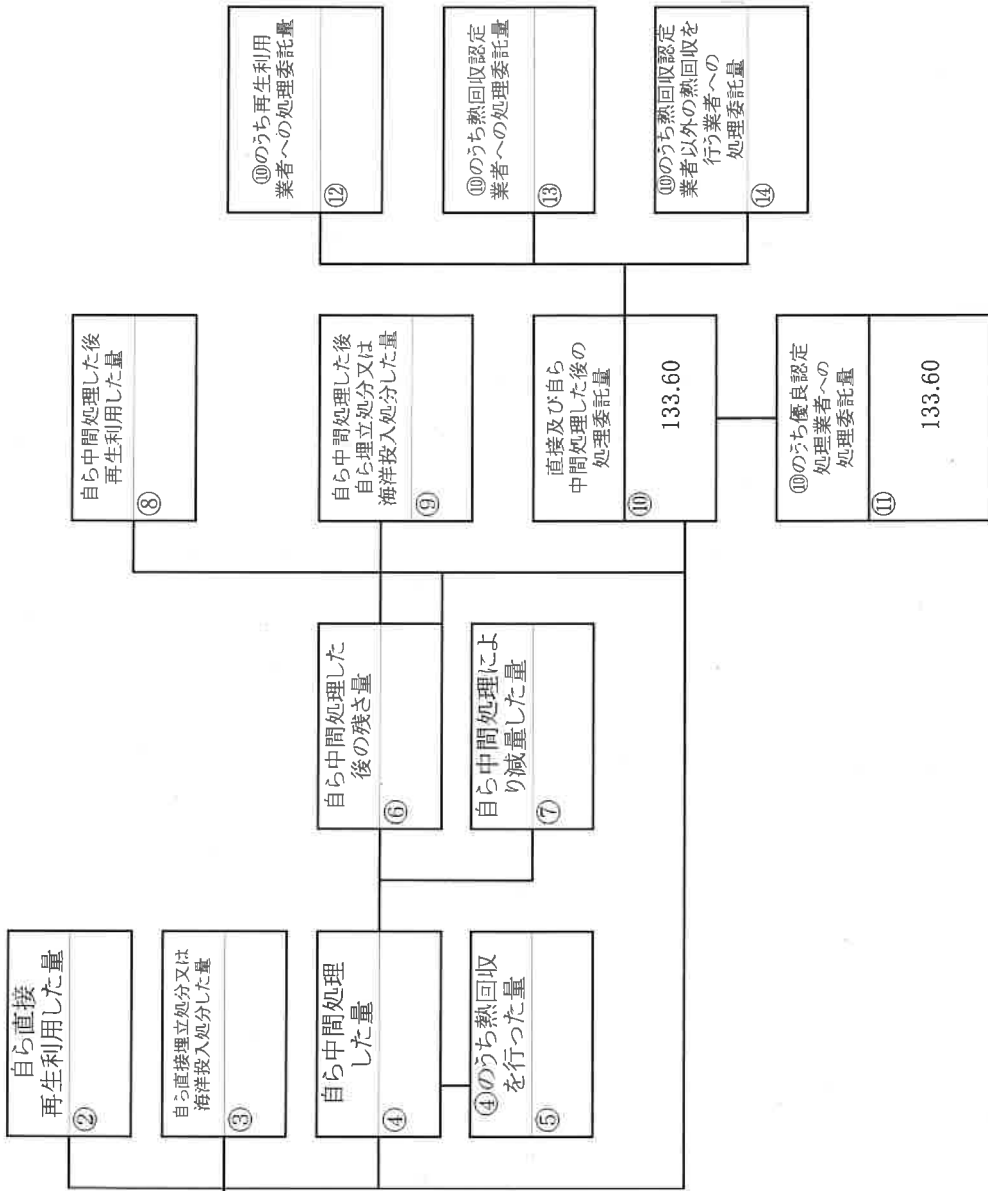 自ら直接
再生利用した量
②
自ら直接埋立処分又は
海洋投入処分した量
③
自ら中間処理
した量
④
④のうち熱回収
を行った量
⑤
自ら中間処理した
後の残さ量
⑥
自ら中間処理によ
り減量した量
⑦
自ら中間処理した後
再生利用した量
⑧
自ら中間処理した後
自ら埋立処分又は
海洋投入処分した量
⑨
直接及び自ら
中間処理した後の
処理委託量
⑩
133.60
⑩のうち優良認定
処理業者への
処理委託量
⑪
133.60
⑩のうち再生利用
業者への処理委託量
⑫
⑩のうち熱回収認定
業者への処理委託量
⑬
⑩のうち熱回収認定
業者以外の熱回収を
行う業者への
処理委託量
⑭